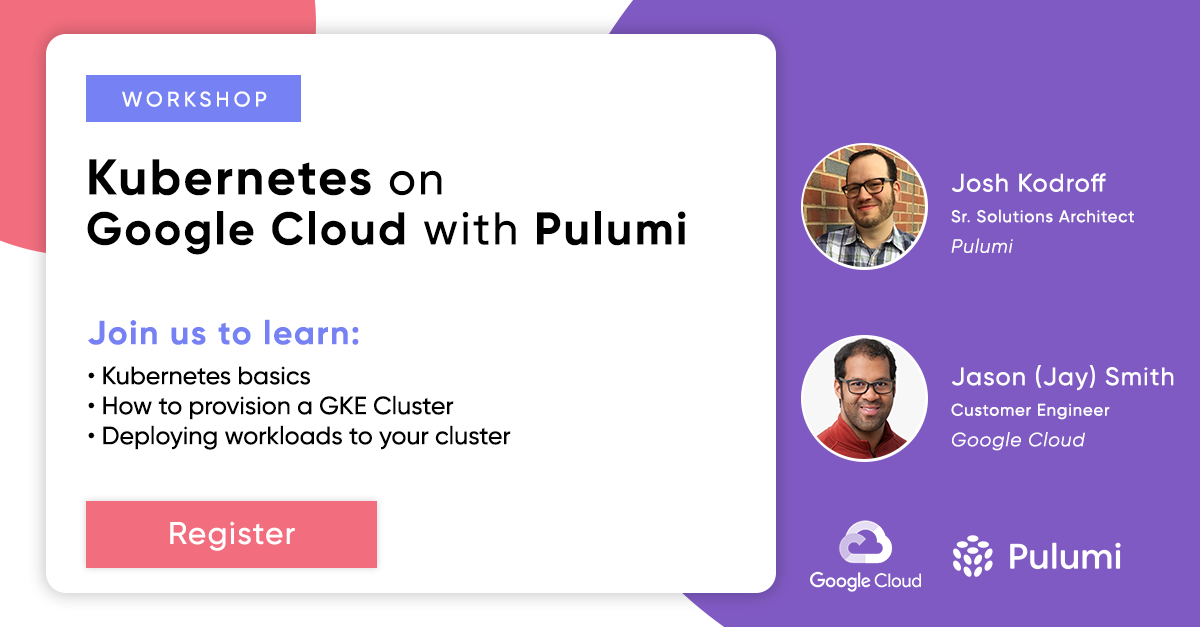 WORKSHOP
Kubernetes on
Google Cloud with Pulumi
Join us to learn:
• Kubernetes basics
• How to provision a GKE Cluster
• Deploying workloads to your cluster
Register
Josh Kodroff
Sr. Solutions Architect
Pulumi
Jason (Jay) Smith
Customer Engineer
Google Cloud
Google Cloud
Pulumi